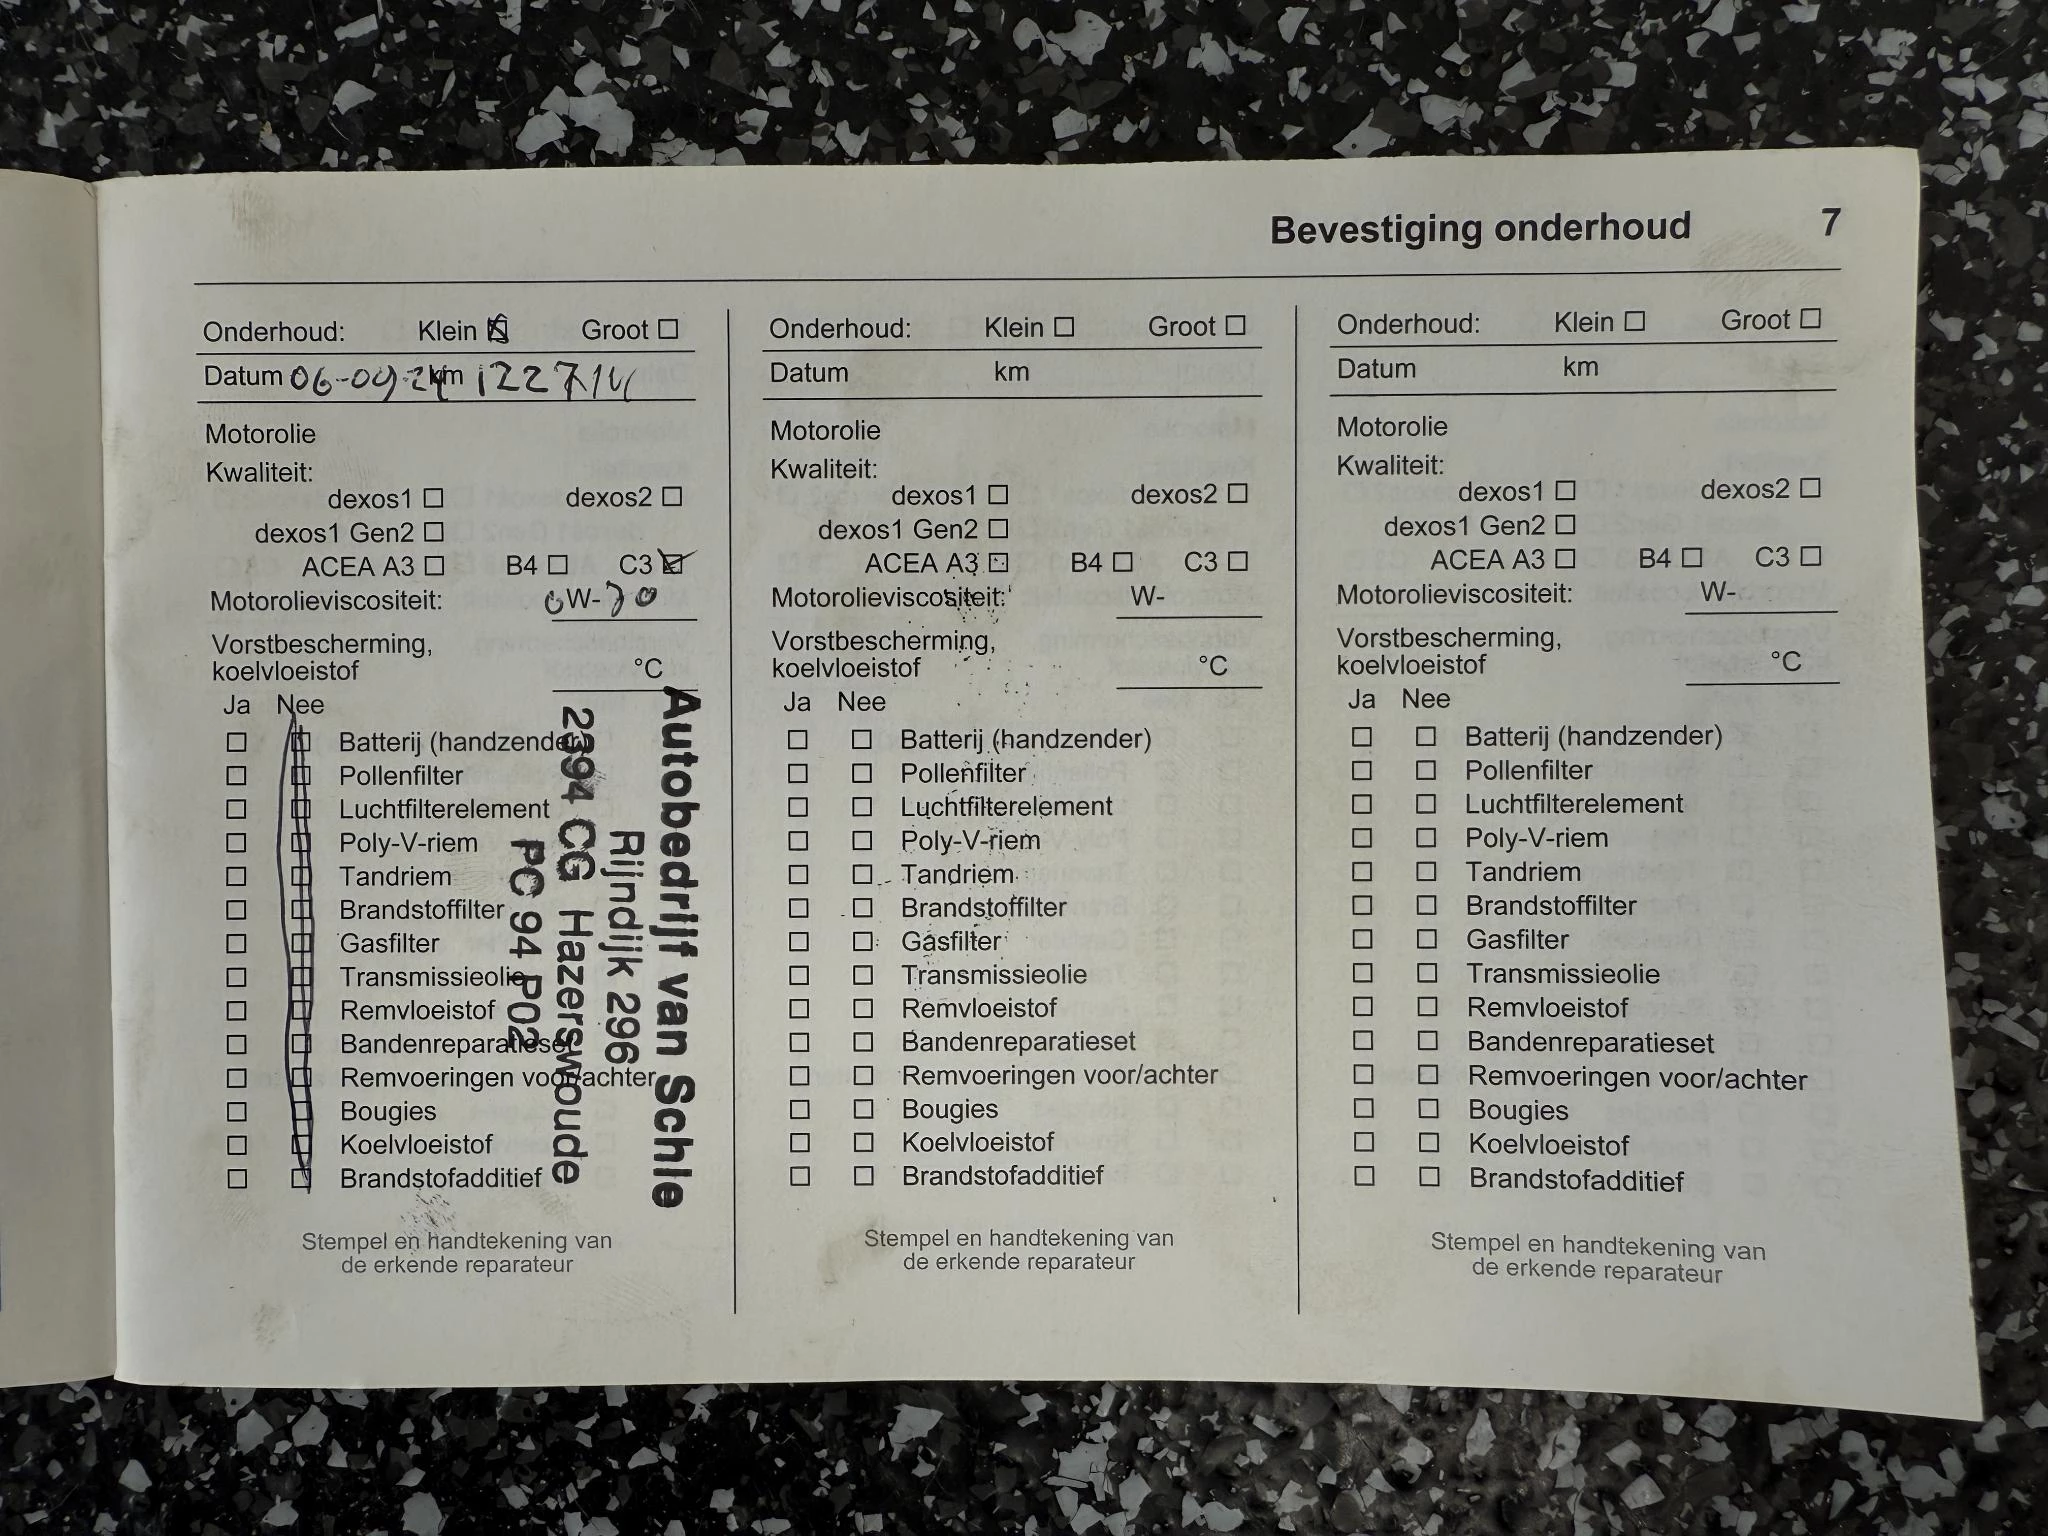 Bevestiging onderhoud 7
Onderhoud: Klein Groot
Datum 06-09-24 km 122714
Motorolie
Kwaliteit:
dexos1 dexos2
dexos1 Gen2
ACEA A3 B4 C3
Motorolieviscositeit: 0W-20
Vorstbescherming,
koelvloeistof °C
Ja Nee
Batterij (handzender)
Pollenfilter
Luchtfilterelement
Poly-V-riem
Tandriem
Brandstoffilter
Gasfilter
Transmissieolie
Remvloeistof
Bandenreparatieset
Remvoeringen voor/achter
Bougies
Koelvloeistof
Brandstofadditief
Autobedrijf van Schie
Rijndijk 296
2394 CG Hazerswoude
PC 94 P02
Stempel en handtekening van
de erkende reparateur
Onderhoud: Klein Groot
Datum km
Motorolie
Kwaliteit:
dexos1 dexos2
dexos1 Gen2
ACEA A3 B4 C3
Motorolieviscositeit: W-
Vorstbescherming,
koelvloeistof °C
Ja Nee
Batterij (handzender)
Pollenfilter
Luchtfilterelement
Poly-V-riem
Tandriem
Brandstoffilter
Gasfilter
Transmissieolie
Remvloeistof
Bandenreparatieset
Remvoeringen voor/achter
Bougies
Koelvloeistof
Brandstofadditief
Stempel en handtekening van
de erkende reparateur
Onderhoud: Klein Groot
Datum km
Motorolie
Kwaliteit:
dexos1 dexos2
dexos1 Gen2
ACEA A3 B4 C3
Motorolieviscositeit: W-
Vorstbescherming,
koelvloeistof °C
Ja Nee
Batterij (handzender)
Pollenfilter
Luchtfilterelement
Poly-V-riem
Tandriem
Brandstoffilter
Gasfilter
Transmissieolie
Remvloeistof
Bandenreparatieset
Remvoeringen voor/achter
Bougies
Koelvloeistof
Brandstofadditief
Stempel en handtekening van
de erkende reparateur